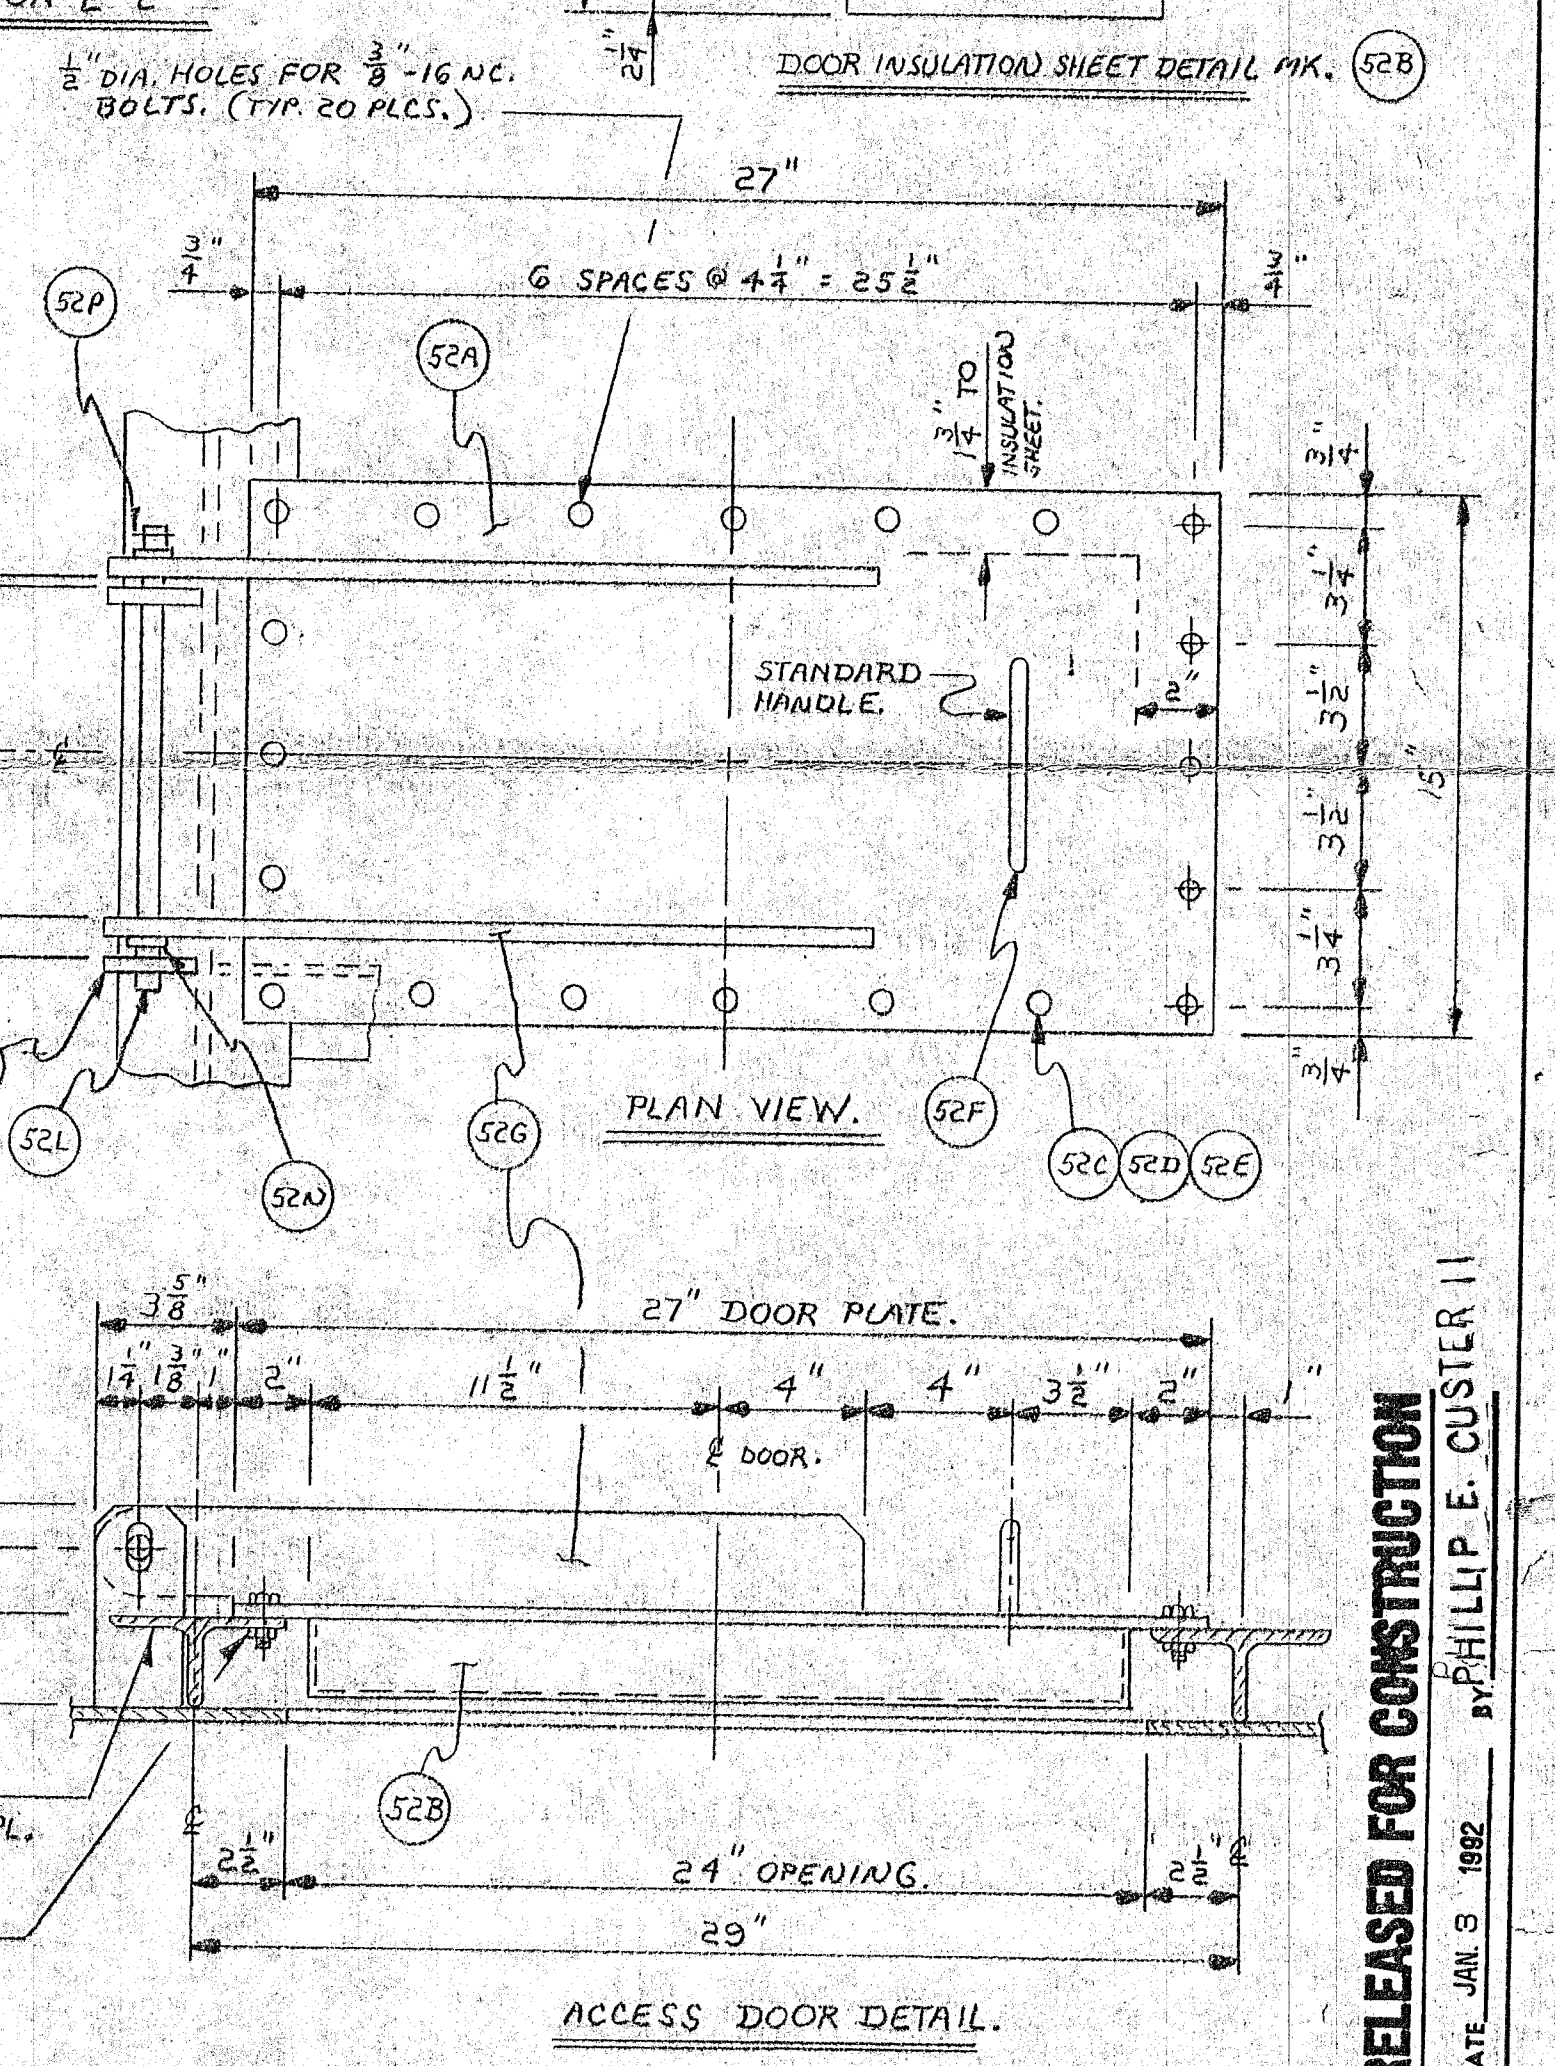 1/2" DIA. HOLES FOR 3/8"-16 NC.
BOLTS. (TYP. 20 PLCS.)
24"
DOOR INSULATION SHEET DETAIL MK. 52B
27"
3/4"
6 SPACES @ 4 1/4" = 25 1/2"
3/4"
52P
52A
1 3/4" TO
INSULATION
SHEET.
3/4"
3 1/4"
3 1/2"
3 1/2"
3 1/4"
3/4"
15"
STANDARD
HANDLE.
2"
℄
52L
52N
52G
PLAN VIEW.
52F
52C 52D 52E
3 5/8"
27" DOOR PLATE.
1 1/4" 1 3/8" 1" 2" 11 1/2" 4" 4" 3 1/2" 2" 1"
℄ DOOR.
52B
PL.
℄
2 1/2"
24" OPENING.
2 1/2"
℄
29"
ACCESS DOOR DETAIL.
RELEASED FOR CONSTRUCTION
BY PHILLIP E. CUSTER II
JAN. 3 1992